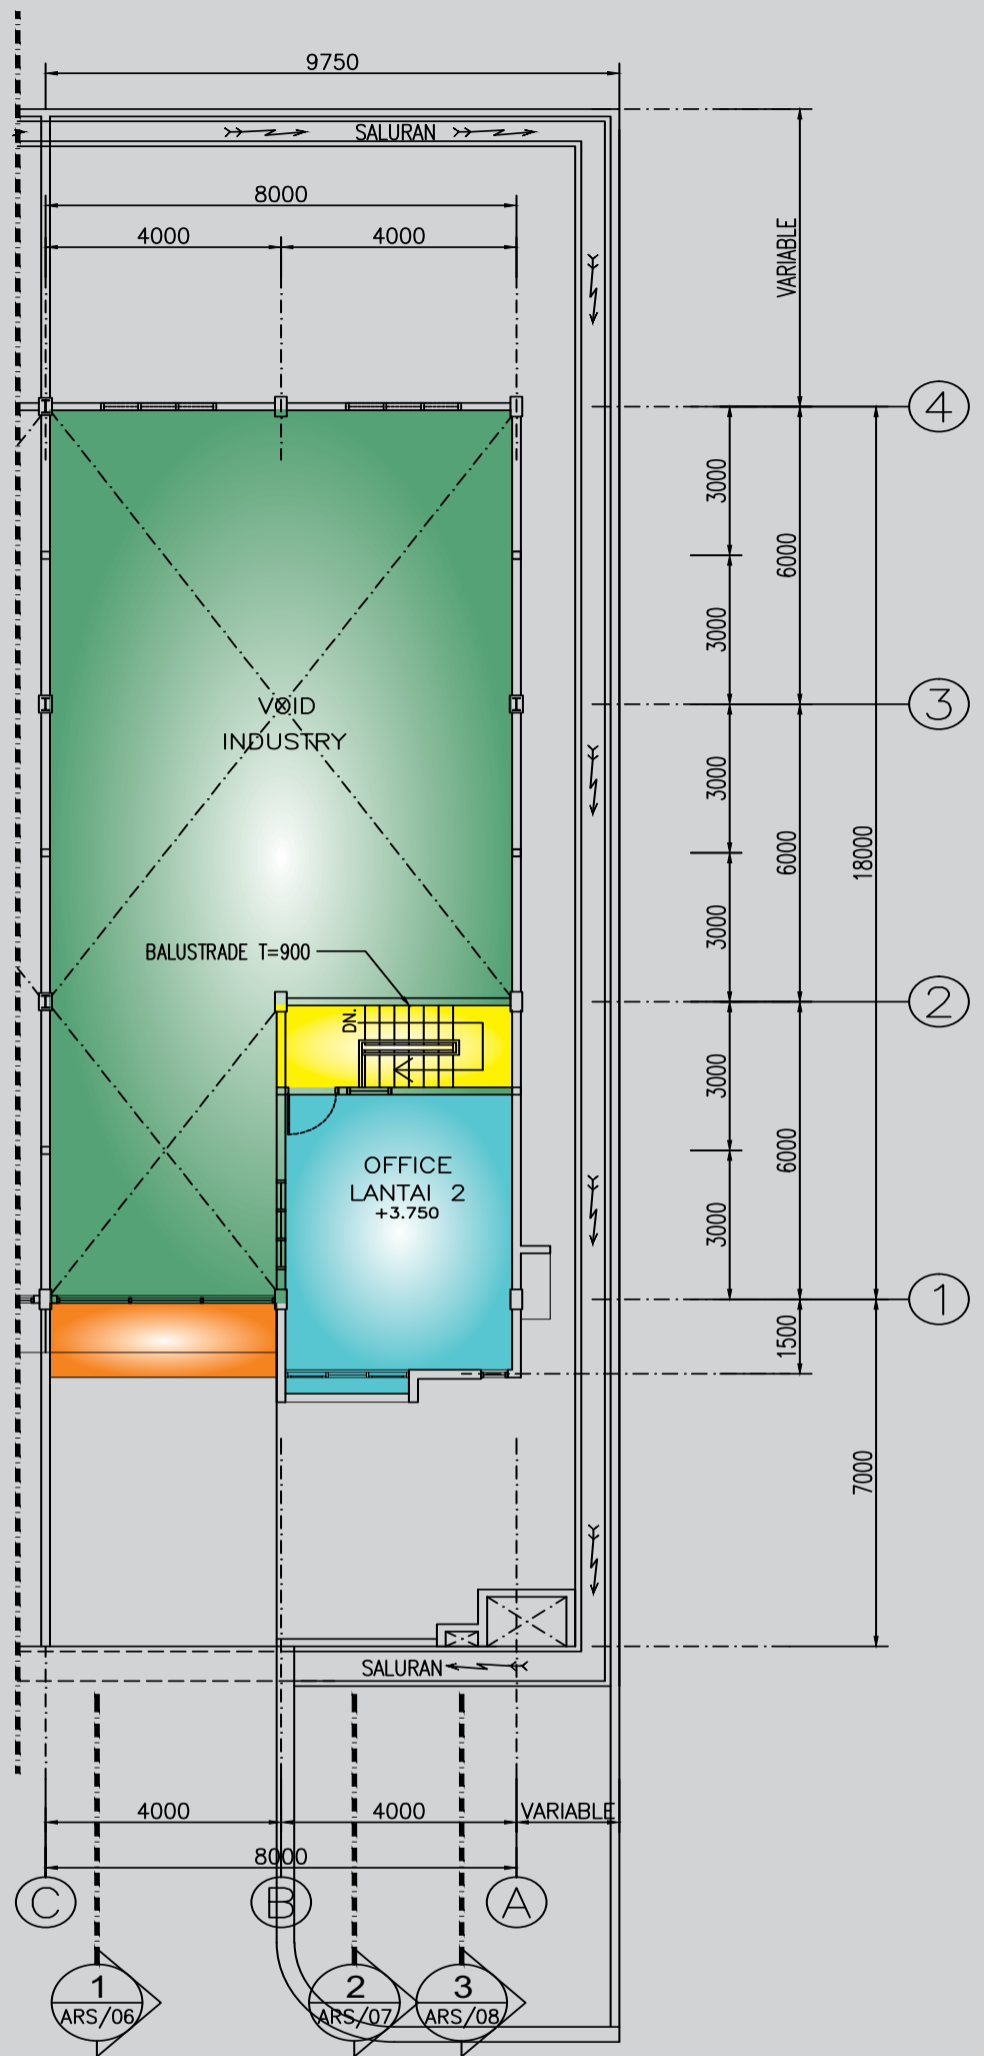 9750
SALURAN
8000
4000
4000
VARIABLE
4
3000
6000
3000
3
VOID
INDUSTRY
3000
6000
18000
3000
BALUSTRADE T=900
2
DN.
3000
6000
OFFICE
LANTAI 2
+3.750
3000
1
1500
7000
SALURAN
4000
4000
VARIABLE
8000
C
B
A
1
ARS/06
2
ARS/07
3
ARS/08